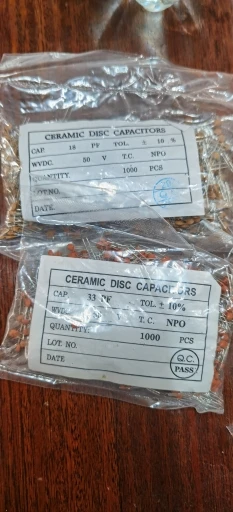 CERAMIC DISC CAPACITORS
CAP. 18 PF TOL. ± 10 %
WVDC. 50 V T.C. NPO
QUANTITY. 1000 PCS
LOT NO.
DATE.
CERAMIC DISC CAPACITORS
CAP. 33 PF TOL. ± 10%
WVDC. T. C. NPO
QUANTITY. 1000 PCS
LOT NO.
DATE
Q.C.
PASS